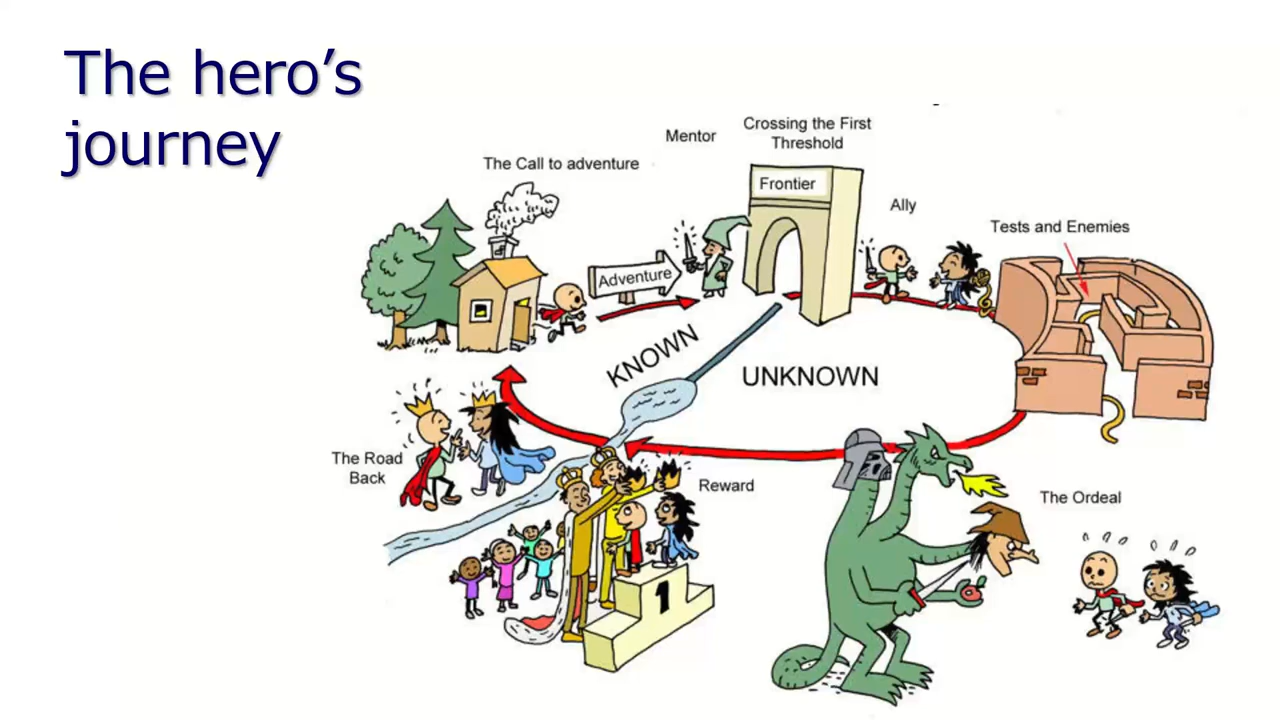 The hero’s
journey
The Call to adventure
Mentor
Crossing the First
Threshold
Frontier
Ally
Tests and Enemies
Adventure
KNOWN
UNKNOWN
The Road
Back
Reward
The Ordeal
1